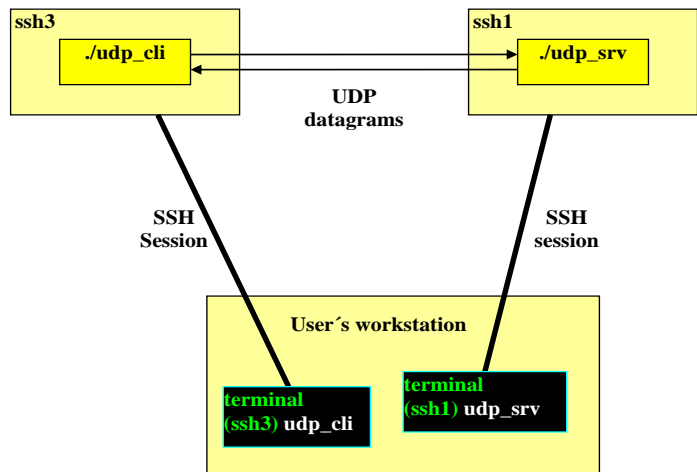 ssh3
./udp_cli
ssh1
./udp_srv
UDP
datagrams
SSH
Session
SSH
session
User´s workstation
terminal
(ssh3) udp_cli
terminal
(ssh1) udp_srv